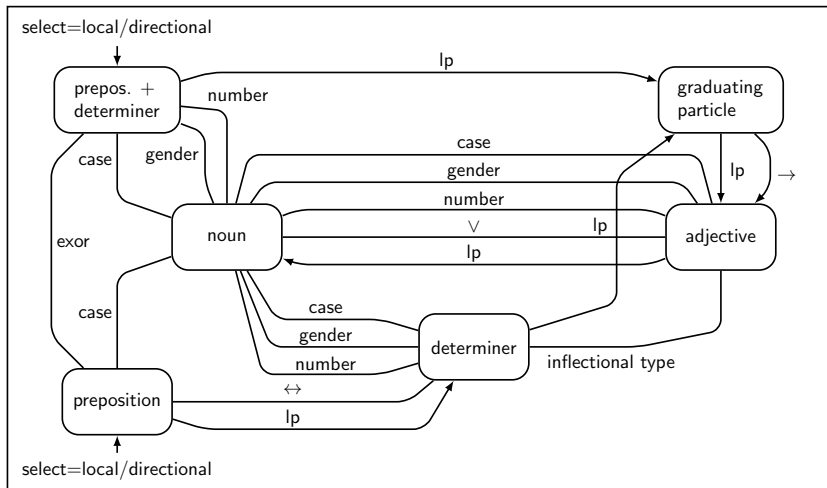 select=local/directional
lp
prepos. +
determiner
graduating
particle
number
case
gender
case
gender
lp
→
number
noun
∨
lp
adjective
exor
lp
case
case
gender
determiner
number
inflectional type
↔
preposition
lp
select=local/directional